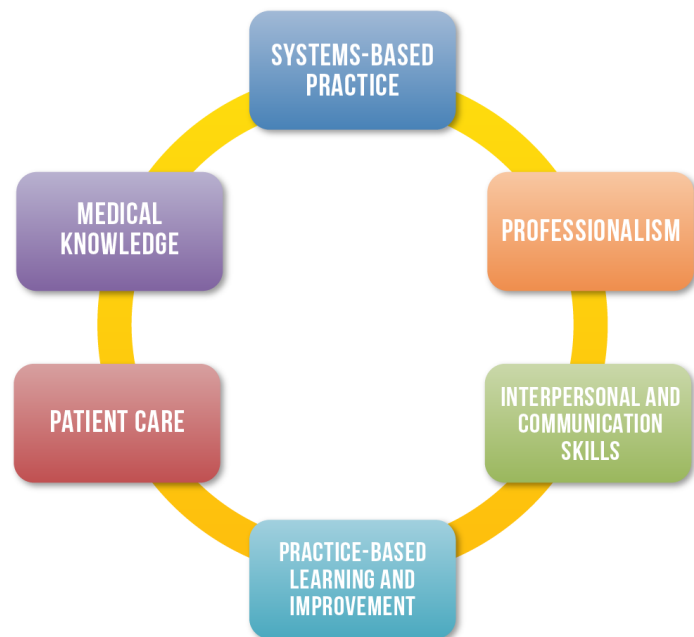 SYSTEMS-BASED
PRACTICE
PROFESSIONALISM
INTERPERSONAL AND
COMMUNICATION
SKILLS
PRACTICE-BASED
LEARNING AND
IMPROVEMENT
PATIENT CARE
MEDICAL
KNOWLEDGE